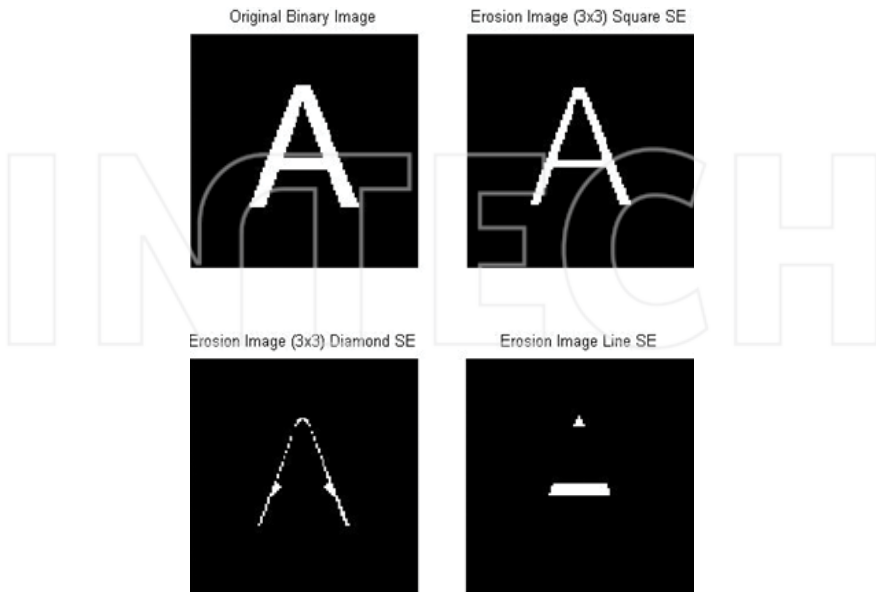 Original Binary Image
Erosion Image (3x3) Square SE
A
A
INTECH
Erosion Image (3x3) Diamond SE
Erosion Image Line SE